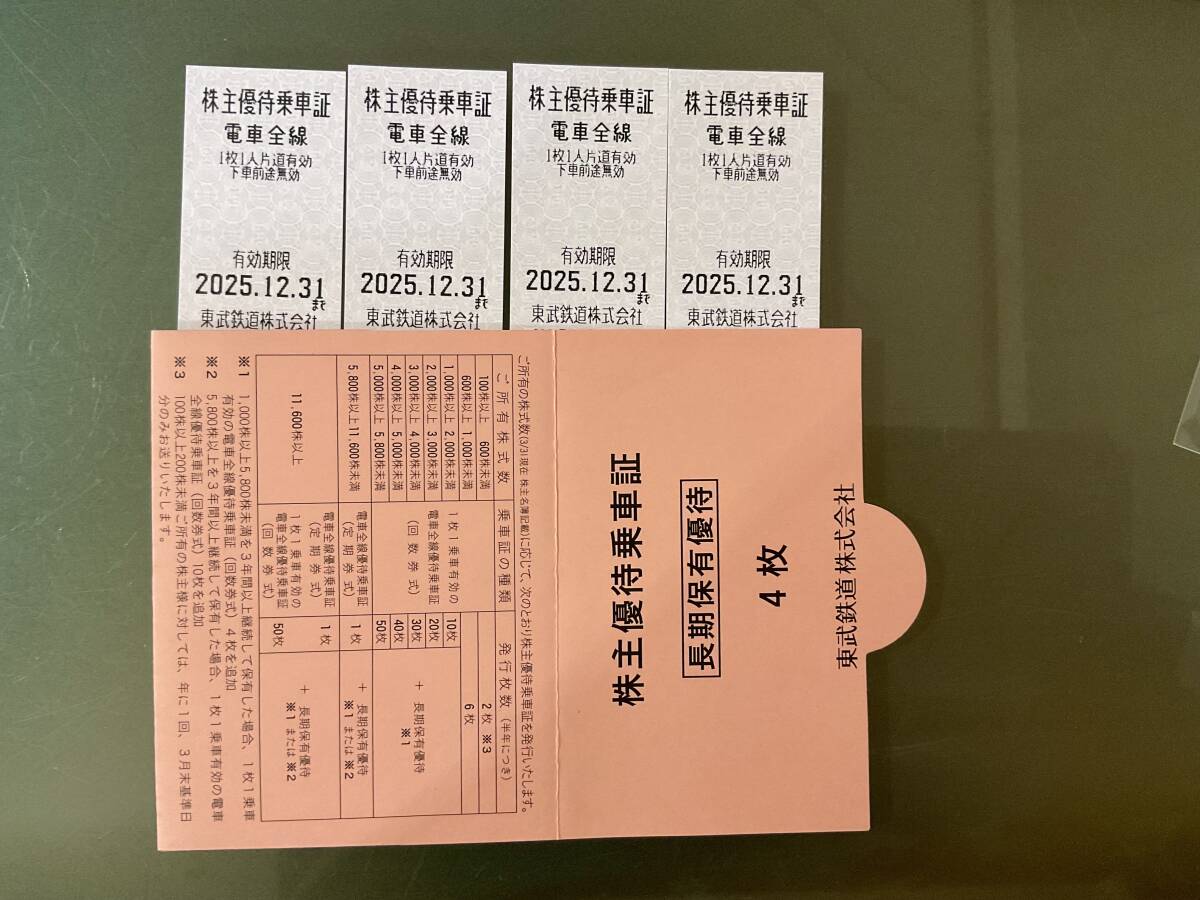 株主優待乗車証
電車全線
1枚1人片道有効
下車前途無効
有効期限
2025.12.31まで
東武鉄道株式会社
株主優待乗車証
電車全線
1枚1人片道有効
下車前途無効
有効期限
2025.12.31まで
東武鉄道株式会社
株主優待乗車証
電車全線
1枚1人片道有効
下車前途無効
有効期限
2025.12.31まで
東武鉄道株式会社
株主優待乗車証
電車全線
1枚1人片道有効
下車前途無効
有効期限
2025.12.31まで
東武鉄道株式会社
株主優待乗車証
長期保有優待
4枚
東武鉄道株式会社
ご所有の株式数(3/31現在 株主名簿記載)に応じて、次のとおり株主優待乗車証を発行いたします。
ご所有株式数 乗車証の種類 発行枚数(半年につき)
100株以上 600株未満 2枚 ※3
600株以上 1,000株未満 6枚
1,000株以上 2,000株未満 10枚
2,000株以上 3,000株未満 20枚
3,000株以上 4,000株未満 30枚
4,000株以上 5,000株未満 40枚
5,000株以上 5,800株未満 50枚
1枚1乗車有効の
電車全線優待乗車証
(回数券式)
+ 長期保有優待
※1
5,800株以上 11,600株未満
電車全線優待乗車証
(定期券式)
1枚
+ 長期保有優待
※1または※2
11,600株以上
電車全線優待乗車証
(定期券式)
1枚
1枚1乗車有効の
電車全線優待乗車証
(回数券式)
50枚
+ 長期保有優待
※1または※2
※1 1,000株以上5,800株未満を3年間以上継続して保有した場合、1枚1乗車
有効の電車全線優待乗車証(回数券式)4枚を追加
※2 5,800株以上を3年間以上継続して保有した場合、1枚1乗車有効の電車
全線優待乗車証(回数券式)10枚を追加
※3 100株以上200株未満ご所有の株主様に対しては、年に1回、3月末基準日
分のみお送りいたします。